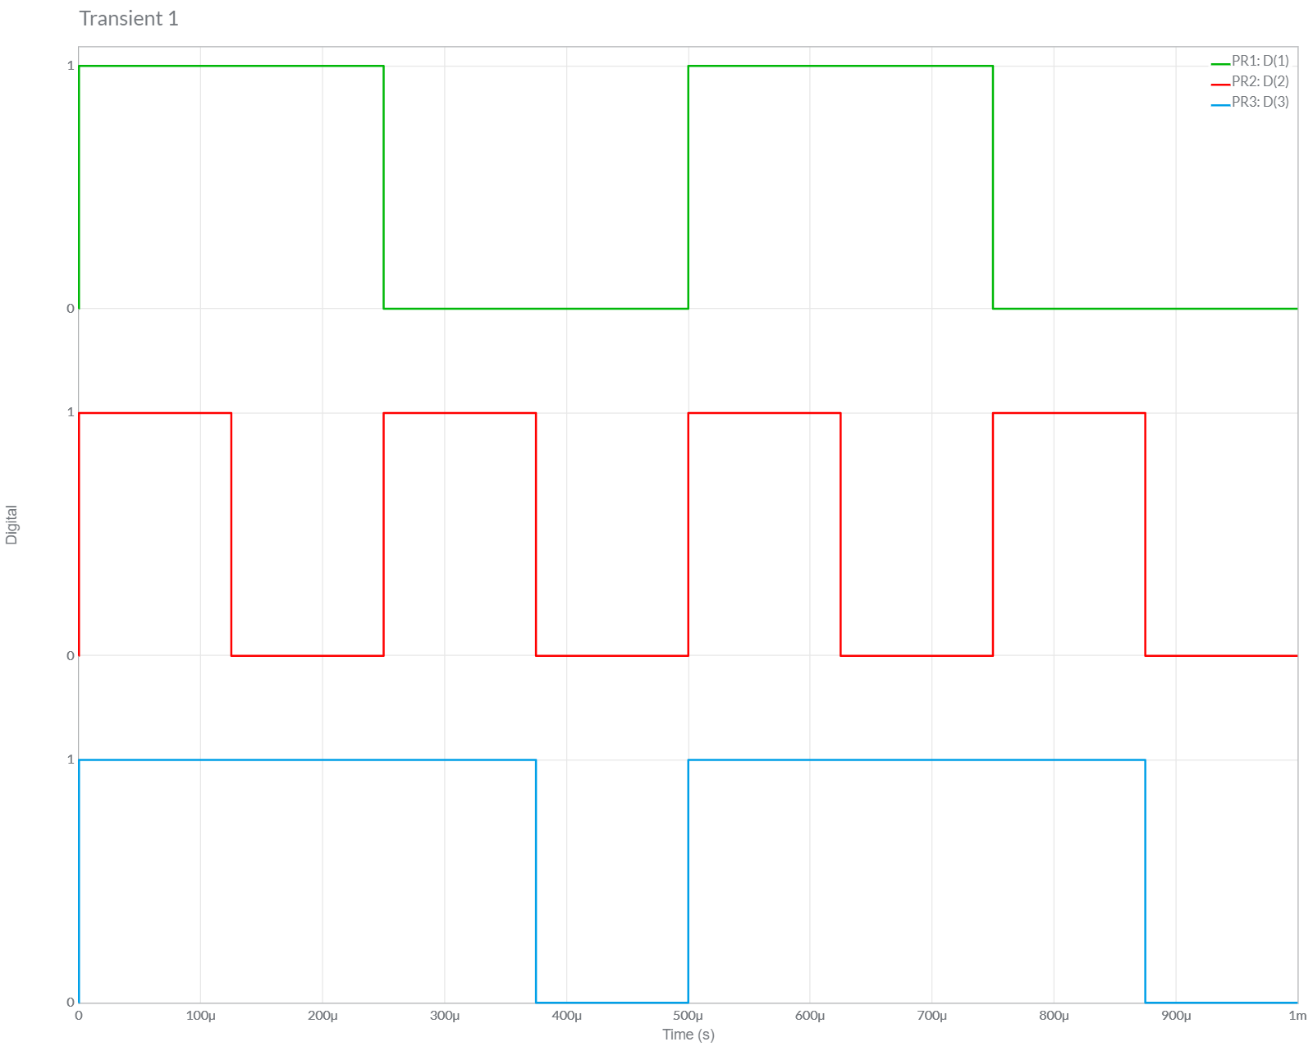 Transient 1
PR1: D(1)
PR2: D(2)
PR3: D(3)
1
0
1
0
1
0
Digital
0 100µ 200µ 300µ 400µ 500µ 600µ 700µ 800µ 900µ 1m
Time (s)